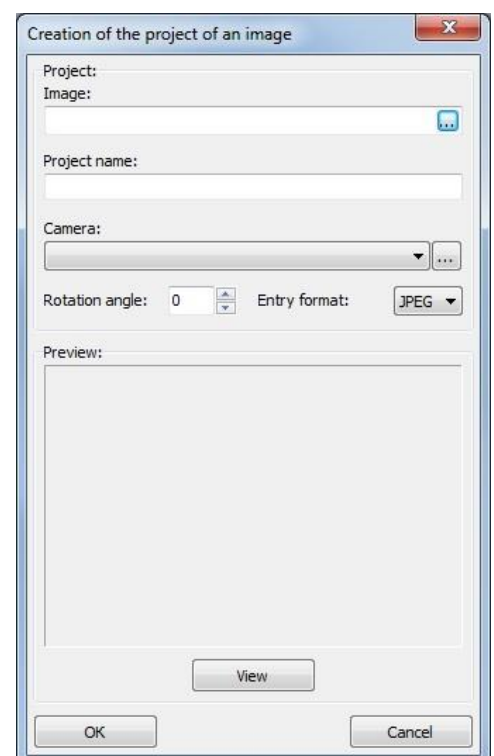 Creation of the project of an image
Project:
Image:
...
Project name:
Camera:
...
Rotation angle: 0 Entry format: JPEG
Preview:
View
OK Cancel